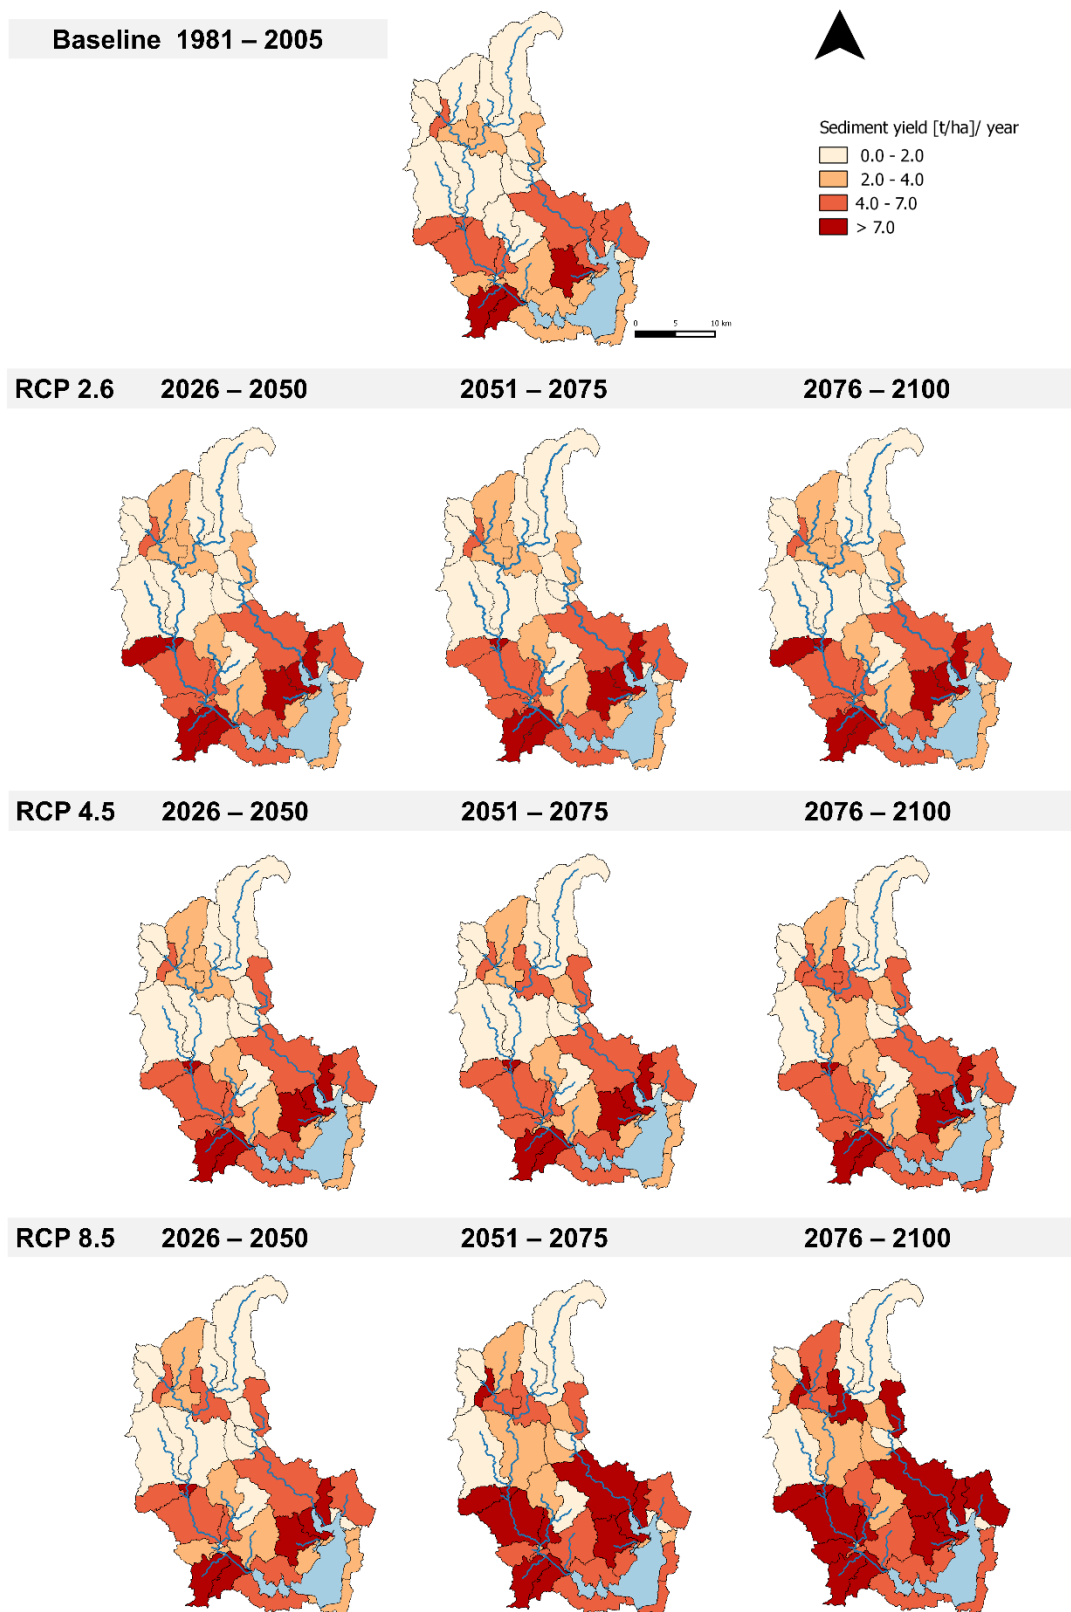 Baseline 1981 – 2005
Sediment yield [t/ha]/ year
0.0 - 2.0
2.0 - 4.0
4.0 - 7.0
> 7.0
0 5 10 km
RCP 2.6 2026 – 2050 2051 – 2075 2076 – 2100
RCP 4.5 2026 – 2050 2051 – 2075 2076 – 2100
RCP 8.5 2026 – 2050 2051 – 2075 2076 – 2100